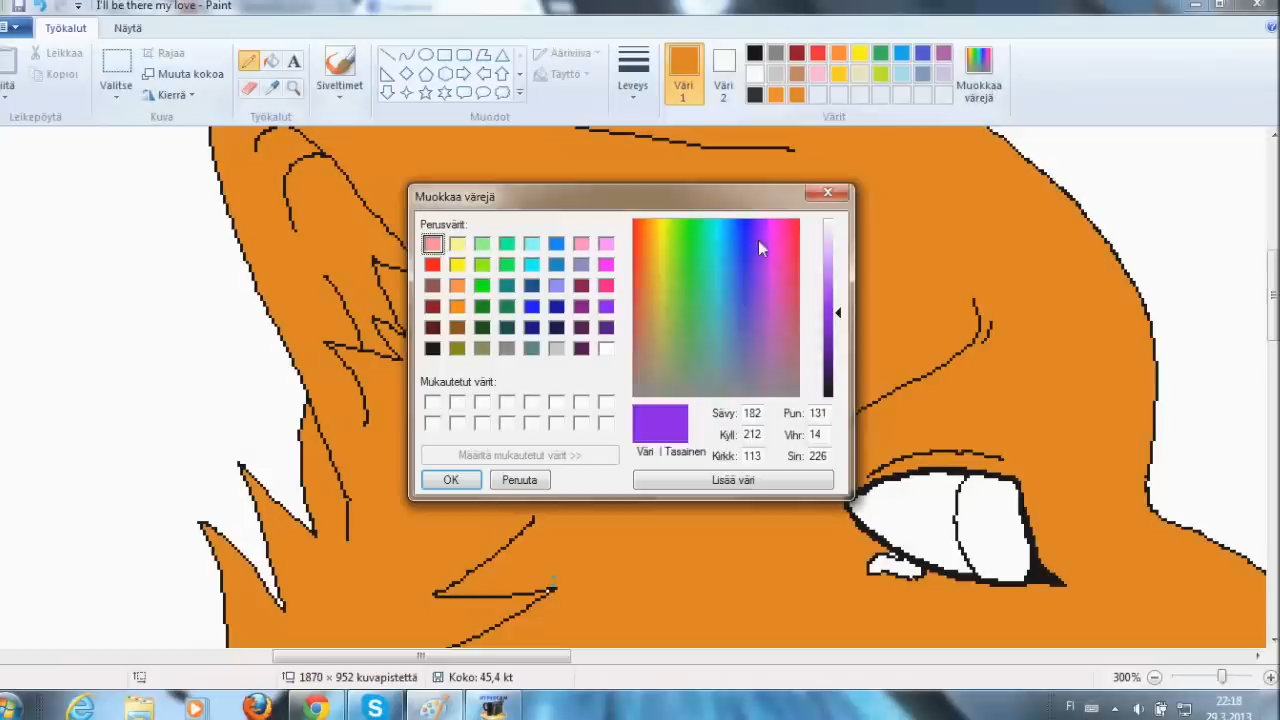 I'll be there my love - Paint
Työkalut Näytä
Leikkaa
Kopioi
Leikepöytä
Valitse
Rajaa
Muuta kokoa
Kierrä
Kuva
Työkalut
Siveltimet
Ääriviiva
Täyttö
Muodot
Leveys
Väri 1
Väri 2
Muokkaa värejä
Värit
Muokkaa värejä
Perusvärit:
Mukautetut värit:
Määritä mukautetut värit >>
OK Peruuta
Väri | Tasainen
Sävy: 182 Pun: 131
Kyll: 212 Vihr: 14
Kirkk: 113 Sin: 226
Lisää väri
1870 × 952 kuvapistettä Koko: 45,4 kt 300%
FI 22:18
29.3.2013